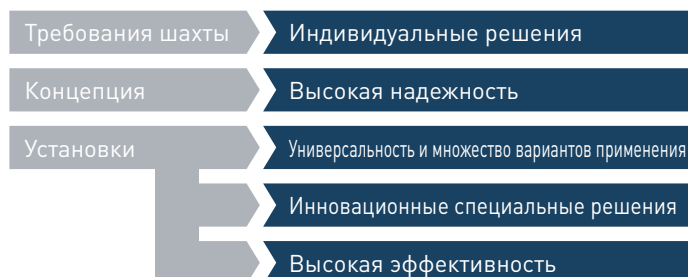 Требования шахты
Индивидуальные решения
Концепция
Высокая надежность
Установки
Универсальность и множество вариантов применения
Инновационные специальные решения
Высокая эффективность